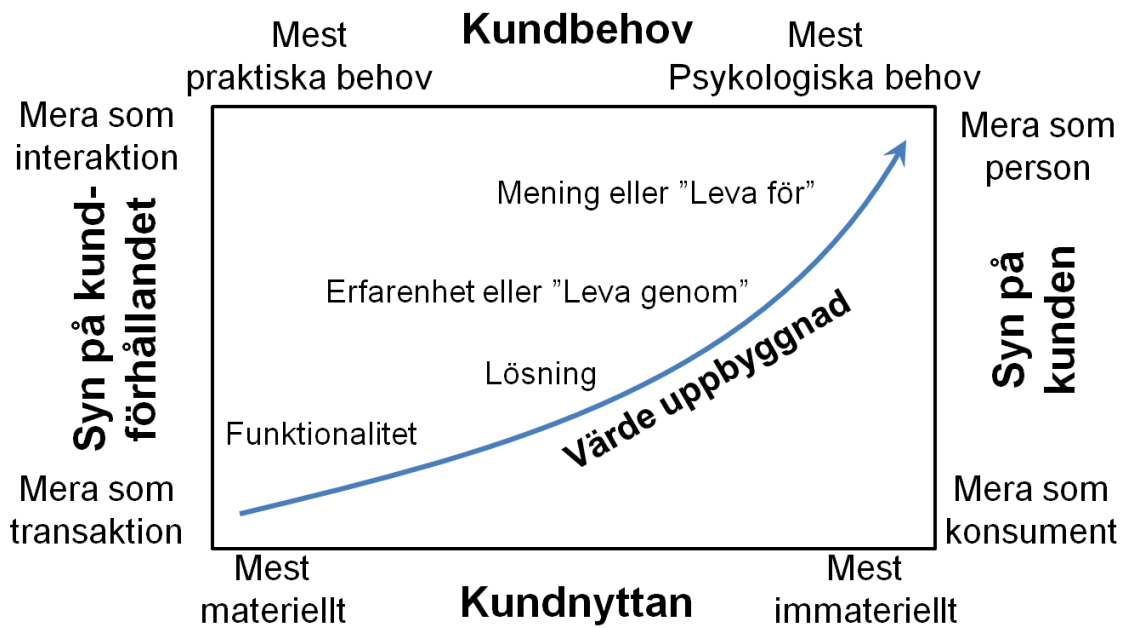 Kundbehov
Mest
praktiska behov
Mest
Psykologiska behov
Mera som
interaktion
Syn på kund-
förhållandet
Mera som
transaktion
Mening eller ”Leva för”
Erfarenhet eller ”Leva genom”
Lösning
Funktionalitet
Värde uppbyggnad
Mera som
person
Syn på
kunden
Mera som
konsument
Mest
materiellt
Kundnyttan
Mest
immateriellt